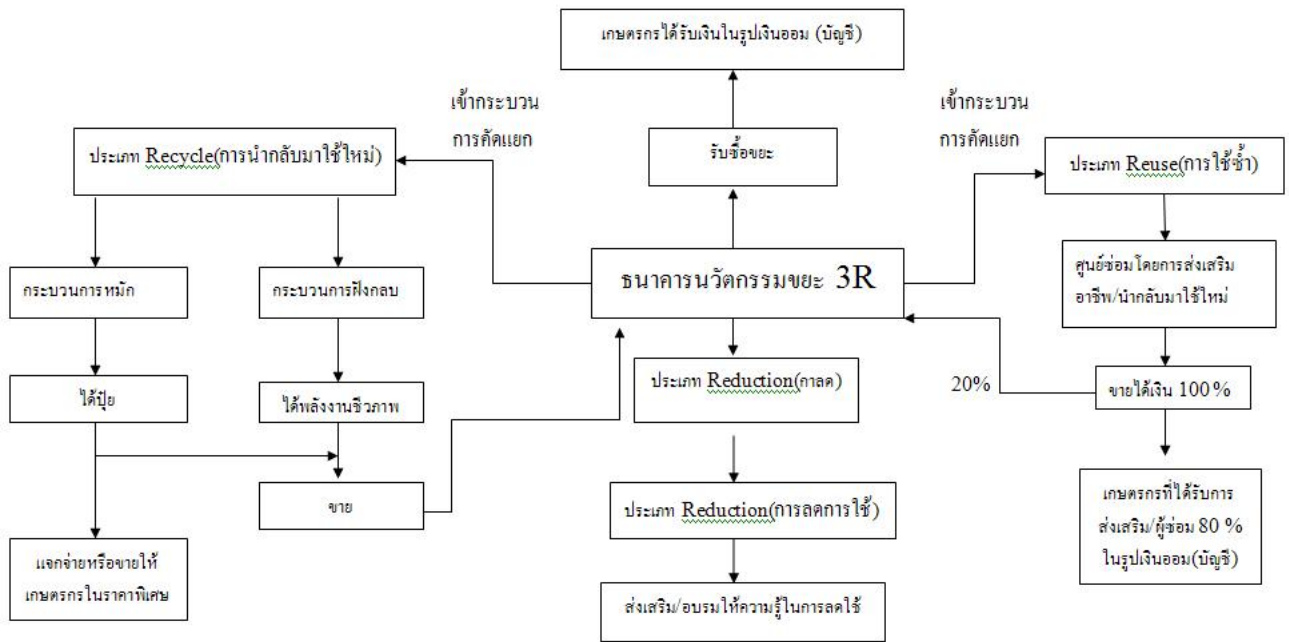 เกษตรกรได้รับเงินในรูปเงินออม (บัญชี)
เข้ากระบวน
การคัดแยก
เข้ากระบวน
การคัดแยก
ประเภท Recycle(การนำกลับมาใช้ใหม่)
รับซื้อขยะ
ประเภท Reuse(การใช้ซ้ำ)
กระบวนการหมัก
กระบวนการฝังกลบ
ธนาคารนวัตกรรมขยะ 3R
ศูนย์ซ่อมโดยการส่งเสริม
อาชีพ/นำกลับมาใช้ใหม่
ได้ปุ๋ย
ได้พลังงานชีวภาพ
ประเภท Reduction(กาลด)
20%
ขายได้เงิน 100%
ขาย
ประเภท Reduction(การลดการใช้)
เกษตรกรที่ได้รับการ
ส่งเสริม/ผู้ซ่อม 80 %
ในรูปเงินออม(บัญชี)
แจกจ่ายหรือขายให้
เกษตรกรในราคาพิเศษ
ส่งเสริม/อบรมให้ความรู้ในการลดใช้